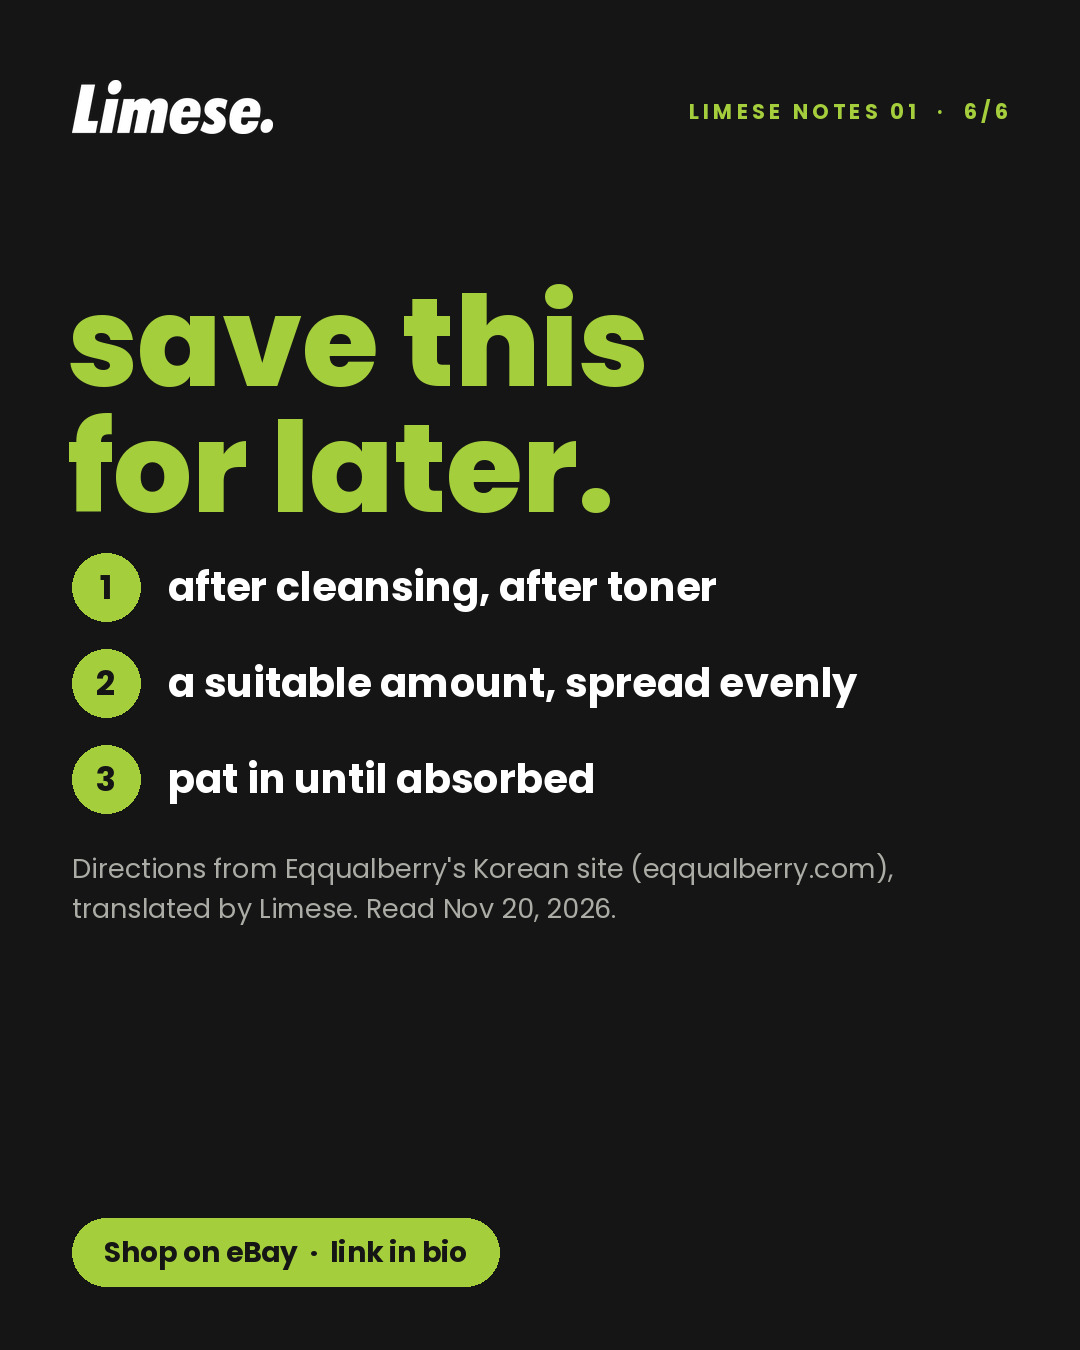 Limese.
LIMESE NOTES 01 · 6/6
save this
for later.
1 after cleansing, after toner
2 a suitable amount, spread evenly
3 pat in until absorbed
Directions from Eqqualberry's Korean site (eqqualberry.com),
translated by Limese. Read Nov 20, 2026.
Shop on eBay · link in bio